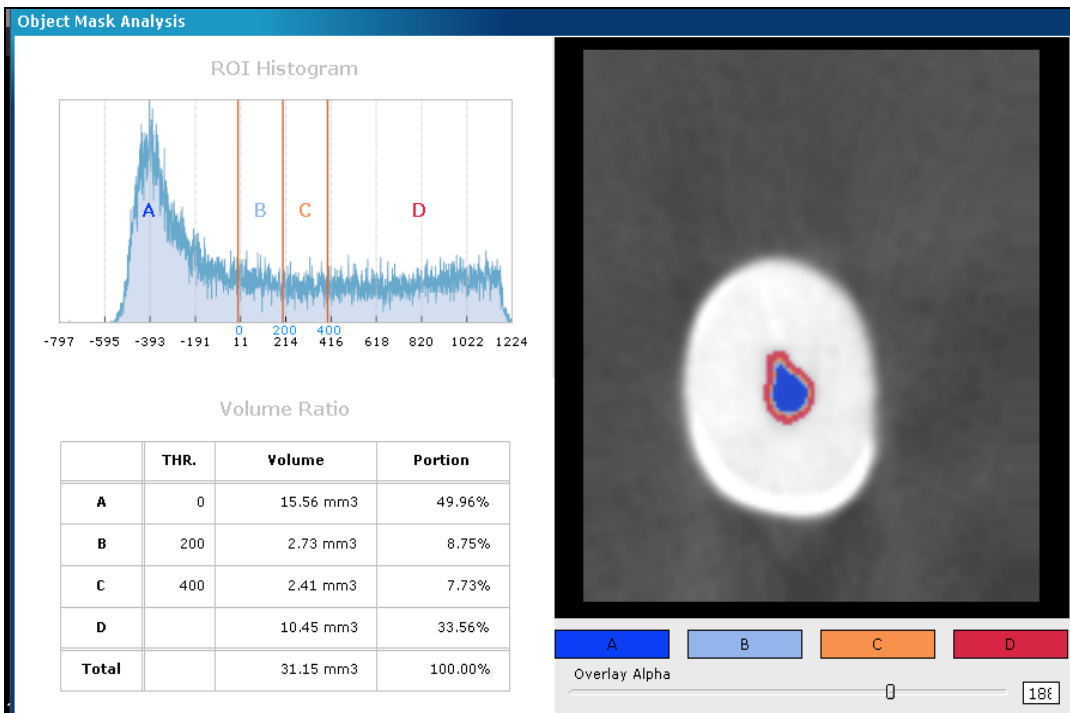 Object Mask Analysis
ROI Histogram
A B C D
0 200 400
-797 -595 -393 -191 11 214 416 618 820 1022 1224
Volume Ratio
THR. Volume Portion
A 0 15.56 mm3 49.96%
B 200 2.73 mm3 8.75%
C 400 2.41 mm3 7.73%
D 10.45 mm3 33.56%
Total 31.15 mm3 100.00%
A B C D
Overlay Alpha
188